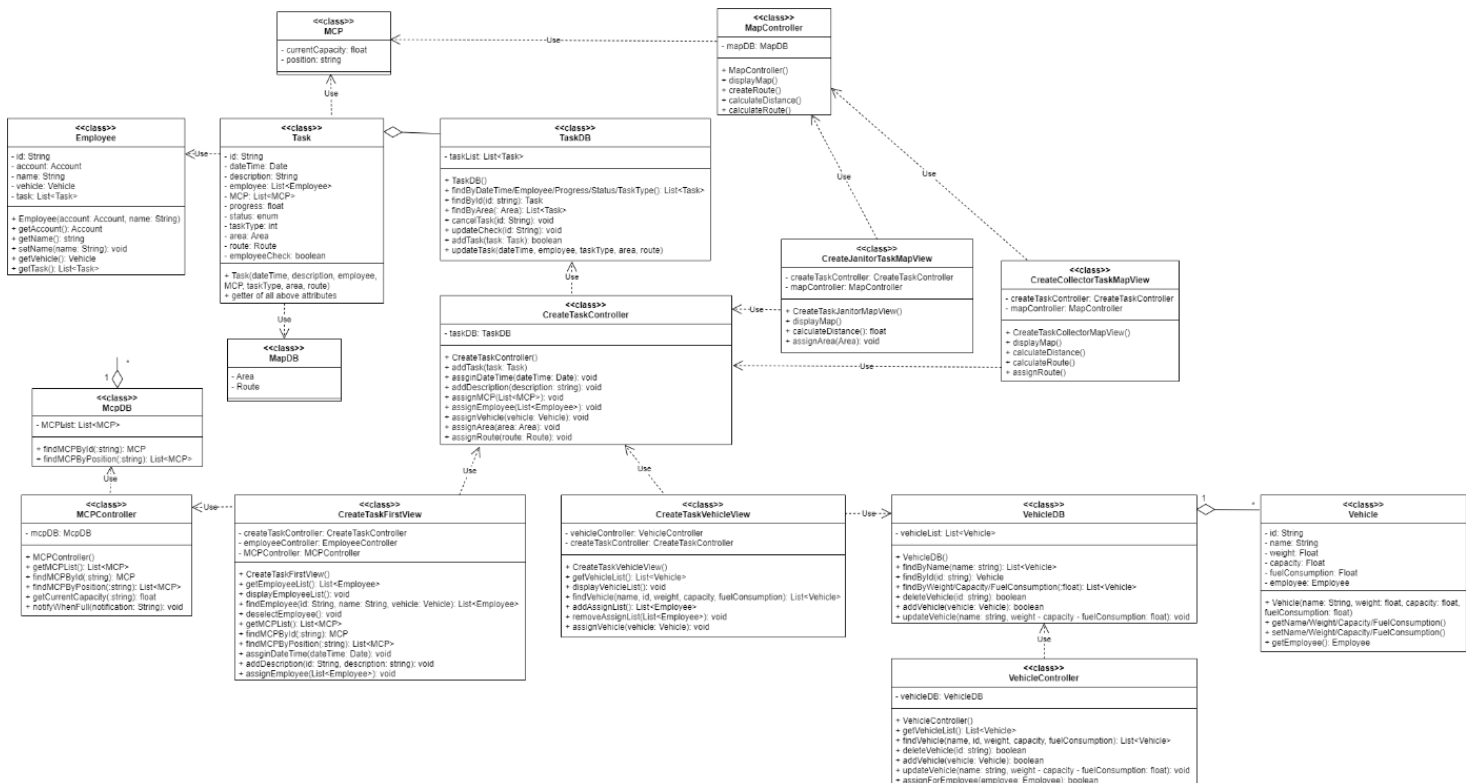 <<class>>
MCP
- currentCapacity: float
- position: string
<<class>>
MapController
- mapDB: MapDB
+ MapController()
+ displayMap()
+ createRoute()
+ calculateDistance()
+ calculateRoute()
Use
Use
<<class>>
Employee
- id: String
- account: Account
- name: String
- vehicle: Vehicle
- task: List<Task>
+ Employee(account: Account, name: String)
+ getAccount(): Account
+ getName(): string
+ setName(name: String): void
+ getVehicle(): Vehicle
+ getTask(): List<Task>
Use
<<class>>
Task
- id: String
- dateTime: Date
- description: String
- employee: List<Employee>
- MCP: List<MCP>
- progress: float
- status: enum
- taskType: int
- area: Area
- route: Route
- employeeCheck: boolean
+ Task(dateTime, description, employee,
MCP, taskType, area, route)
+ getter of all above attributes
<<class>>
TaskDB
- taskList: List<Task>
+ TaskDB()
+ findByDateTime/Employee/Progress/Status/TaskType(): List<Task>
+ findById(id: string): Task
+ findByArea(: Area): List<Task>
+ cancelTask(id: String): void
+ updateCheck(id: String): void
+ addTask(task: Task): boolean
+ updateTask(dateTime, employee, taskType, area, route)
Use
Use
<<class>>
CreateJanitorTaskMapView
- createTaskController: CreateTaskController
- mapController: MapController
+ CreateTaskJanitorMapView()
+ displayMap()
+ calculateDistance(): float
+ assignArea(Area): void
<<class>>
CreateCollectorTaskMapView
- createTaskController: CreateTaskController
- mapController: MapController
+ CreateTaskCollectorMapView()
+ displayMap()
+ calculateDistance()
+ calculateRoute()
+ assignRoute()
Use
Use
Use
Use
<<class>>
CreateTaskController
- taskDB: TaskDB
+ CreateTaskController()
+ addTask(task: Task)
+ assginDateTime(dateTime: Date): void
+ addDescription(description: string): void
+ assignMCP(List<MCP>): void
+ assignEmployee(List<Employee>): void
+ assignVehicle(vehicle: Vehicle): void
+ assignArea(area: Area): void
+ assignRoute(route: Route): void
<<class>>
MapDB
- Area
- Route
*
1
<<class>>
McpDB
- MCPList: List<MCP>
+ findMCPById(:string): MCP
+ findMCPByPosition(:string): List<MCP>
Use
Use
Use
<<class>>
MCPController
- mcpDB: McpDB
+ MCPController()
+ getMCPList(): List<MCP>
+ findMCPById(:string): MCP
+ findMCPByPosition(:string): List<MCP>
+ getCurrentCapacity(:string): float
+ notifyWhenFull(notification: String): void
Use
<<class>>
CreateTaskFirstView
- createTaskController: CreateTaskController
- employeeController: EmployeeController
- MCPController: MCPController
+ CreateTaskFirstView()
+ getEmployeeList(): List<Employee>
+ displayEmployeeList(): void
+ findEmployee(id: String, name: String, vehicle: Vehicle): List<Employee>
+ deselectEmployee(): void
+ getMCPList(): List<MCP>
+ findMCPById(:string): MCP
+ findMCPByPosition(:string): List<MCP>
+ assginDateTime(dateTime: Date): void
+ addDescription(id: String, description: string): void
+ assignEmployee(List<Employee>): void
<<class>>
CreateTaskVehicleView
- vehicleController: VehicleController
- createTaskController: CreateTaskController
+ CreateTaskVehicleView()
+ getVehicleList(): List<Vehicle>
+ displayVehicleList(): void
+ findVehicle(name, id, weight, capacity, fuelConsumption): List<Vehicle>
+ addAssignList(): List<Employee>
+ removeAssignList(List<Employee>): void
+ assignVehicle(vehicle: Vehicle): void
Use
<<class>>
VehicleDB
- vehicleList: List<Vehicle>
+ VehicleDB()
+ findByName(name: string): List<Vehicle>
+ findById(id: string): Vehicle
+ findByWeight/Capacity/FuelConsumption(:float): List<Vehicle>
+ deleteVehicle(id: string): boolean
+ addVehicle(vehicle: Vehicle): boolean
+ updateVehicle(name: string, weight - capacity - fuelConsumption: float): void
1
*
<<class>>
Vehicle
- id: String
- name: String
- weight: Float
- capacity: Float
- fuelConsumption: Float
- employee: Employee
+ Vehicle(name: String, weight: float, capacity: float,
fuelConsumption: float)
+ getName/Weight/Capacity/FuelConsumption()
+ setName/Weight/Capacity/FuelConsumption()
+ getEmployee(): Employee
Use
<<class>>
VehicleController
- vehicleDB: VehicleDB
+ VehicleController()
+ getVehicleList(): List<Vehicle>
+ findVehicle(name, id, weight, capacity, fuelConsumption): List<Vehicle>
+ deleteVehicle(id: string): boolean
+ addVehicle(vehicle: Vehicle): boolean
+ updateVehicle(name: string, weight - capacity - fuelConsumption: float): void
+ assignForEmployee(employee: Employee): boolean